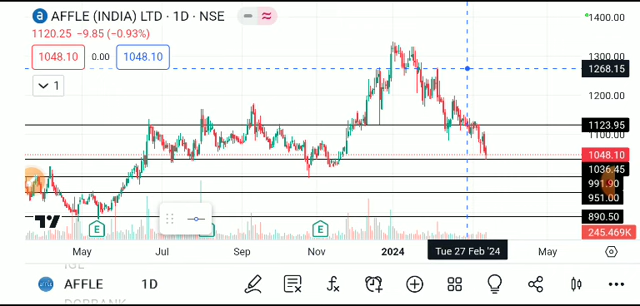 AFFLE (INDIA) LTD · 1D · NSE
1120.25 −9.85 (−0.93%)
1048.10 0.00 1048.10
1
1400.00
1300.00
1268.15
1200.00
1123.95
1100.00
1048.10
1036.45
991.90
951.00
890.50
245.469K
E E
May Jul Sep Nov 2024 Tue 27 Feb '24 May
AFFLE 1D